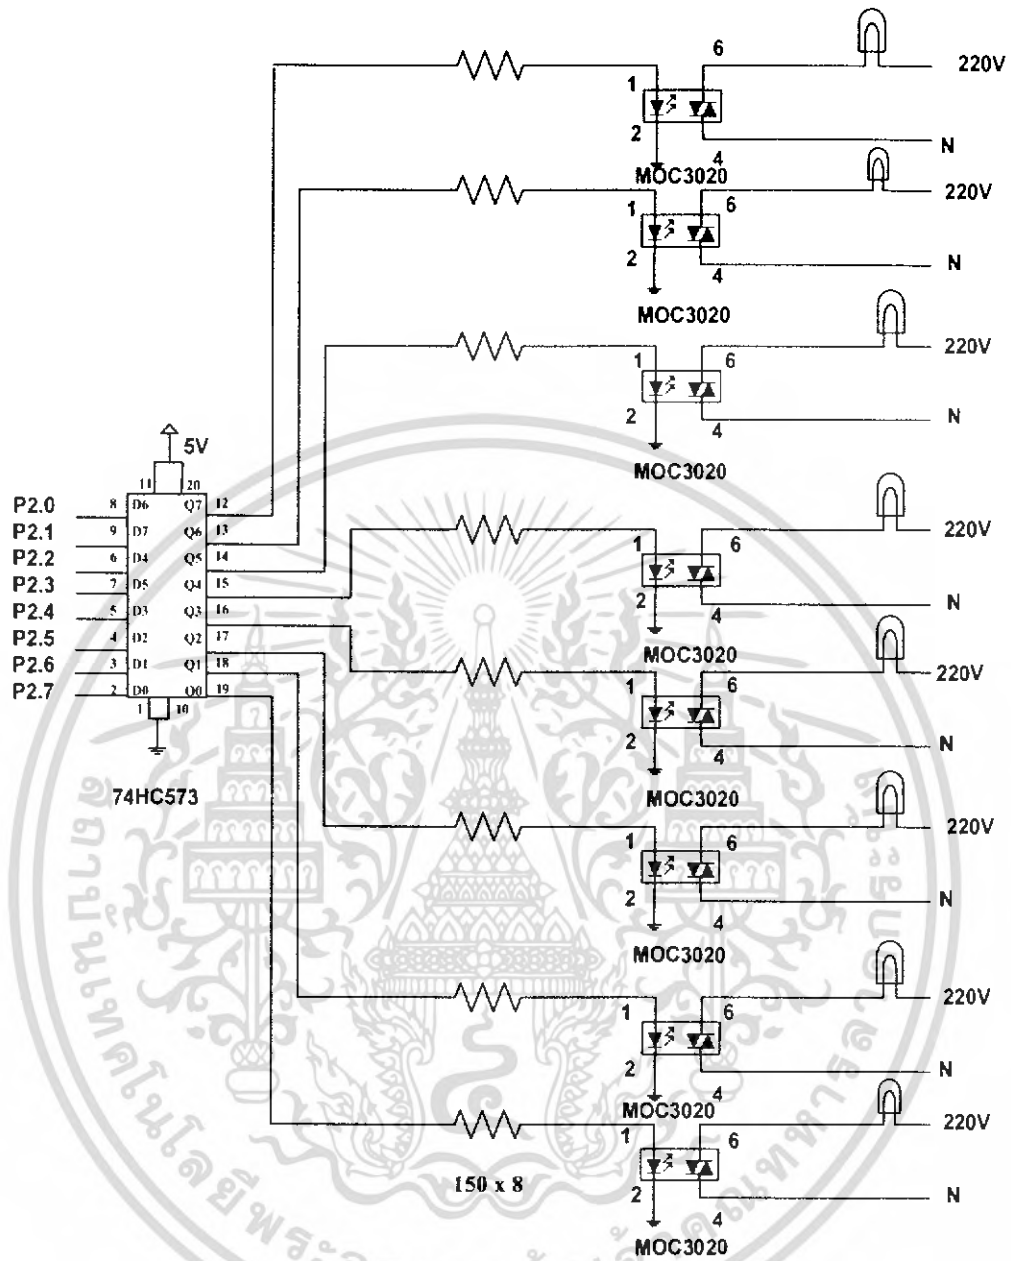 6
220V
1
2
4
N
MOC3020
6
220V
1
2
4
N
MOC3020
1
6
220V
2
4
N
MOC3020
5V
11 20
P2.0 8 D6 Q7 12
P2.1 9 D7 Q6 13
P2.2 6 D4 Q5 14
P2.3 7 D5 Q4 15
P2.4 5 D3 Q3 16
P2.5 4 D2 Q2 17
P2.6 3 D1 Q1 18
P2.7 2 D0 Q0 19
1 10
74HC573
1
6
220V
2
4
N
MOC3020
1
6
220V
2
4
N
MOC3020
1
6
220V
2
4
N
MOC3020
1
6
220V
2
4
N
MOC3020
1
6
220V
2
4
N
MOC3020
150 x 8